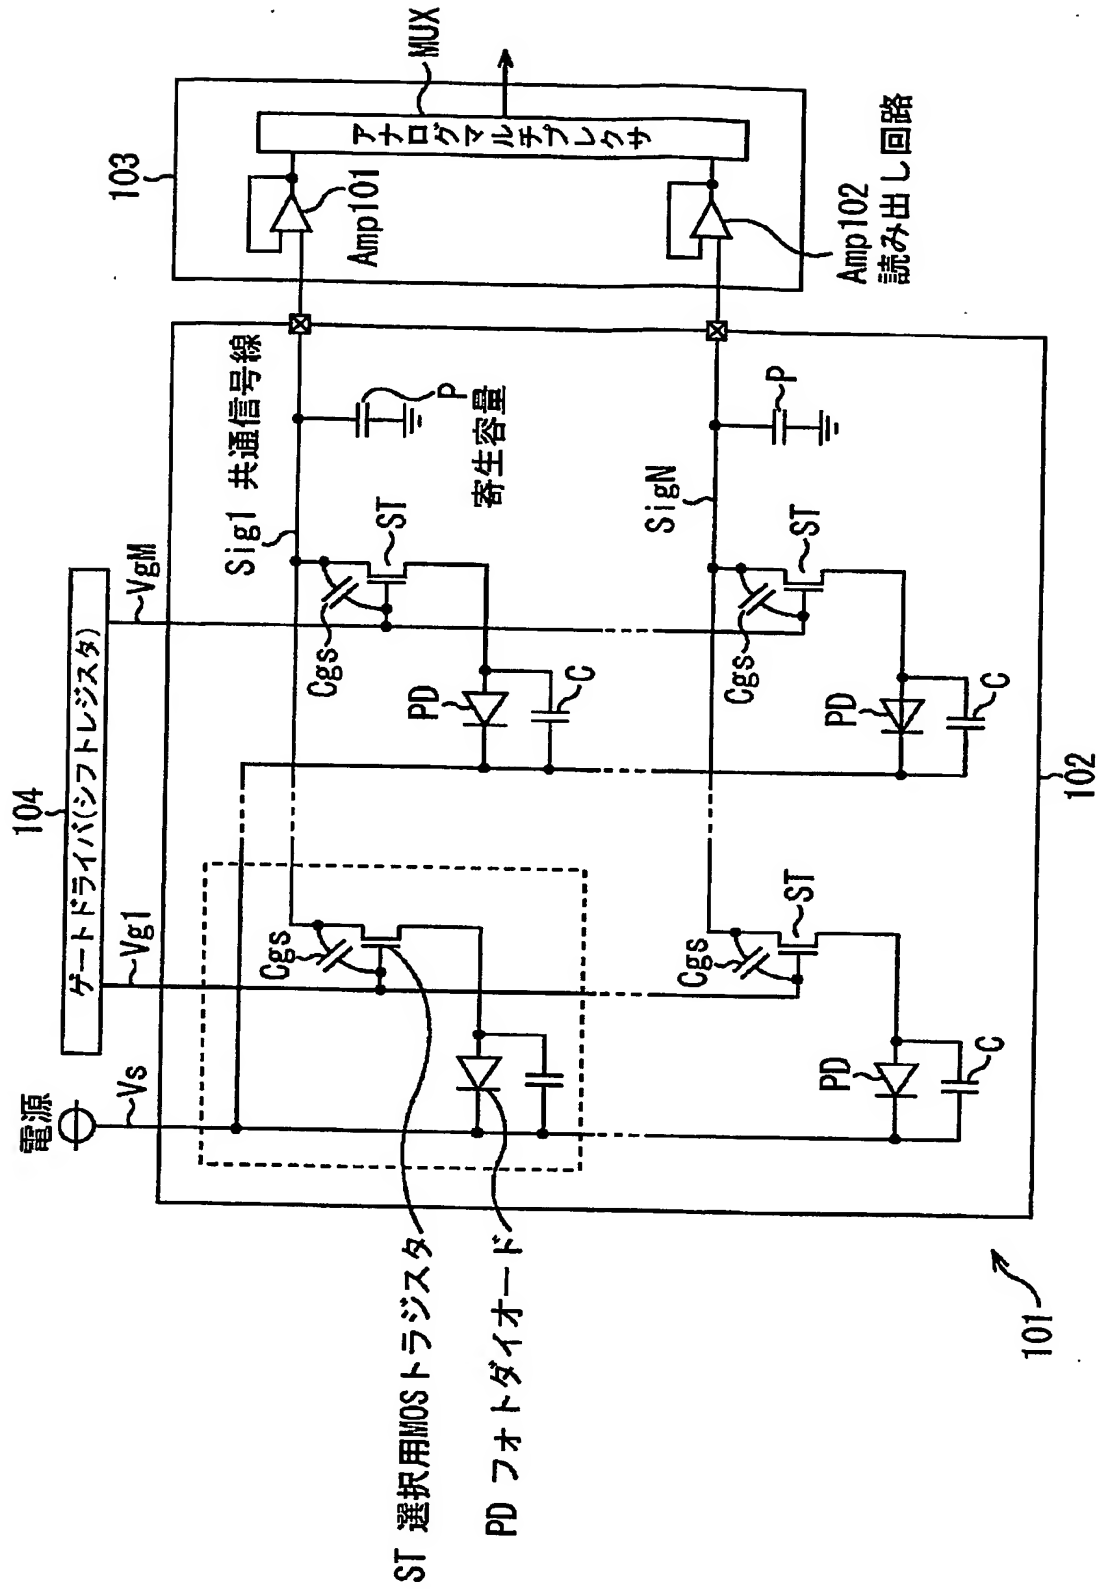 電源
Vs
104
ゲートドライバ(シフトレジスタ)
Vg1
VgM
103
MUX
アナログマルチプレクサ
Amp101
Amp102
読み出し回路
Sig1 共通信号線
P
寄生容量
Cgs
ST
PD
C
Cgs
SigN
P
Cgs
ST
PD
C
Cgs
ST
PD
C
102
101
ST 選択用MOSトラジスタ
PD フォトダイオード